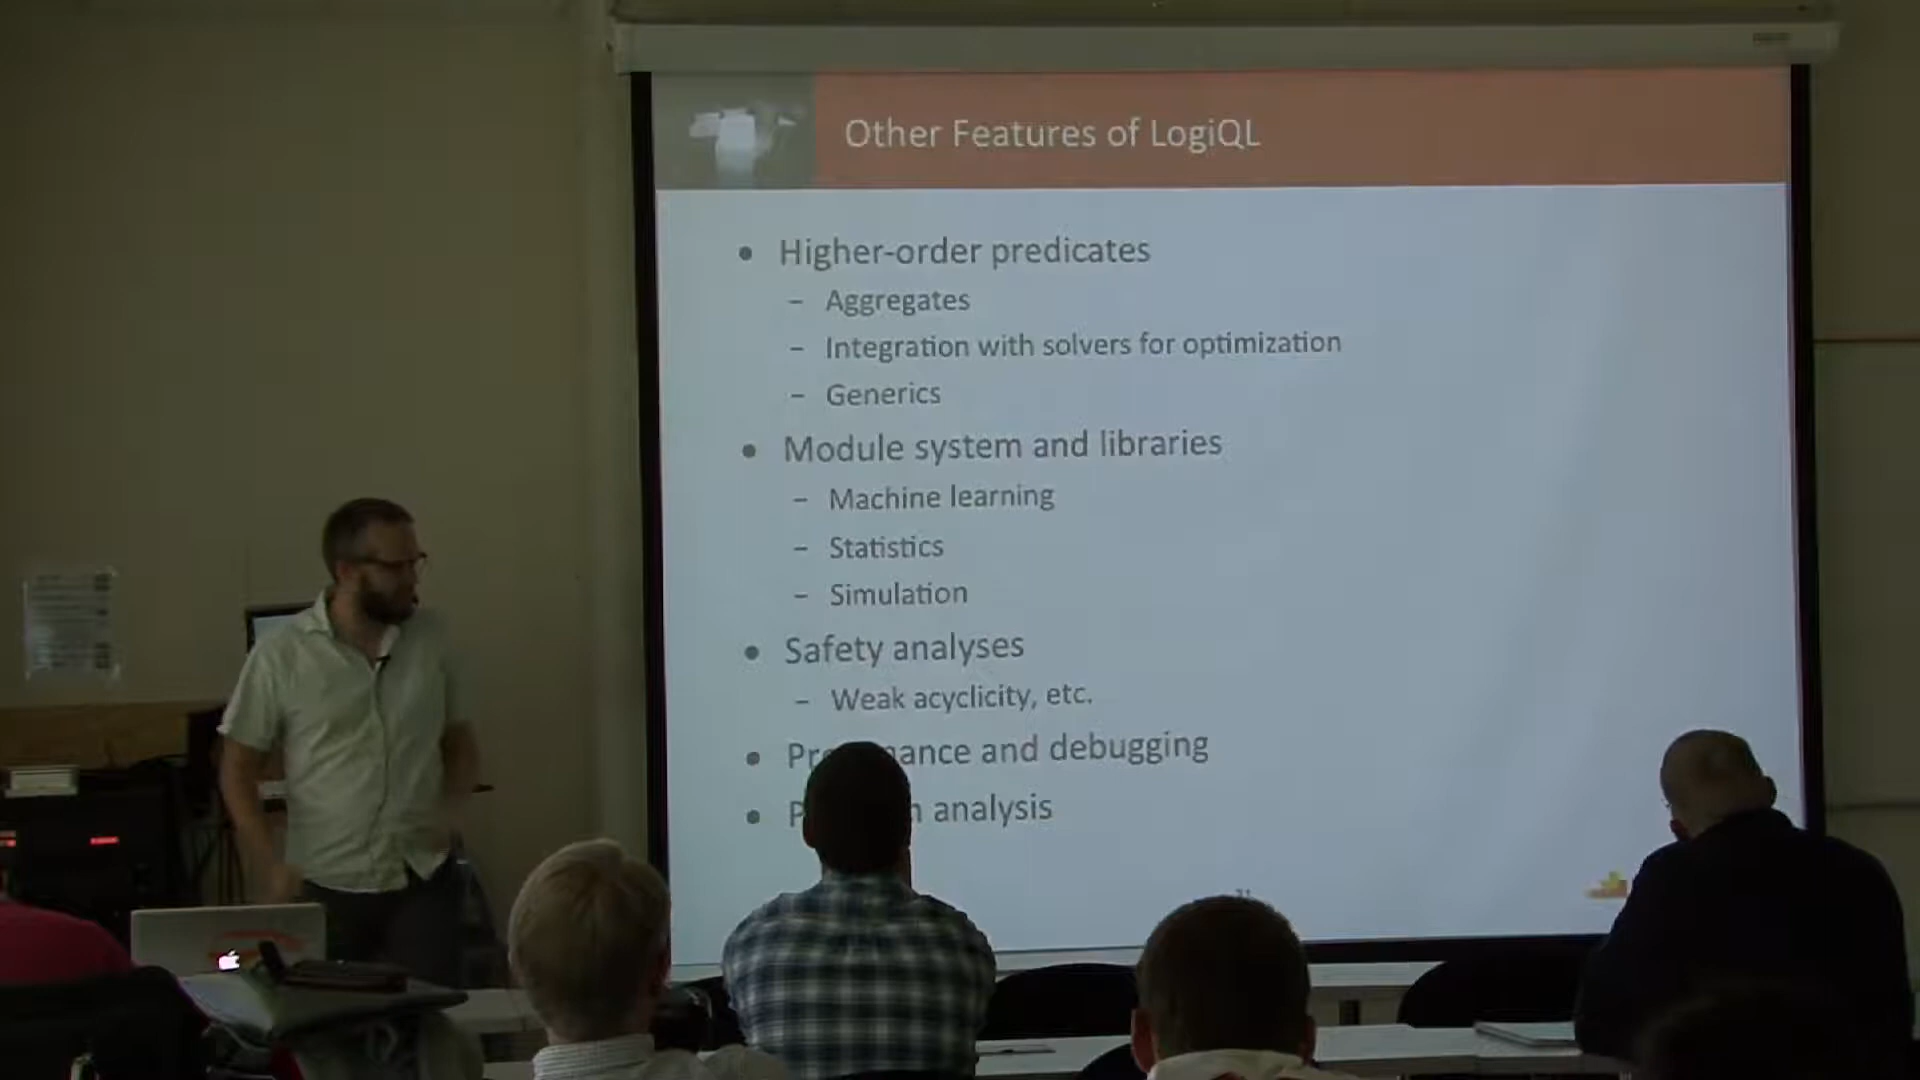 Other Features of LogiQL
• Higher-order predicates
– Aggregates
– Integration with solvers for optimization
– Generics
• Module system and libraries
– Machine learning
– Statistics
– Simulation
• Safety analyses
– Weak acyclicity, etc.
• and debugging
• analysis